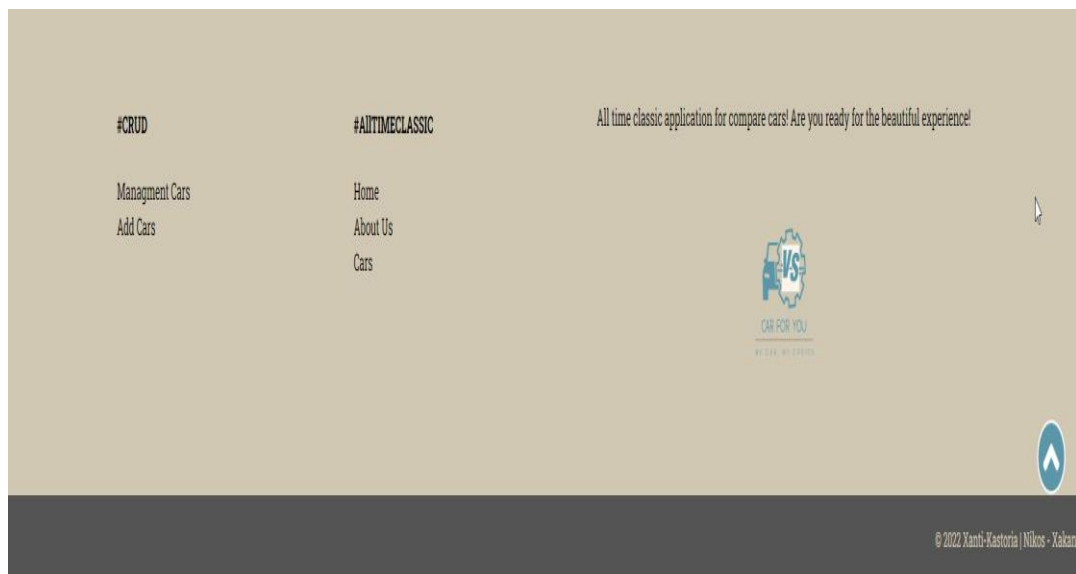 #CRUD
Managment Cars
Add Cars
#AllTIMECLASSIC
Home
About Us
Cars
All time classic application for compare cars! Are you ready for the beautiful experience!
VS
CAR FOR YOU
© 2022 Xanti-Kastoria | Nikos - Xakan